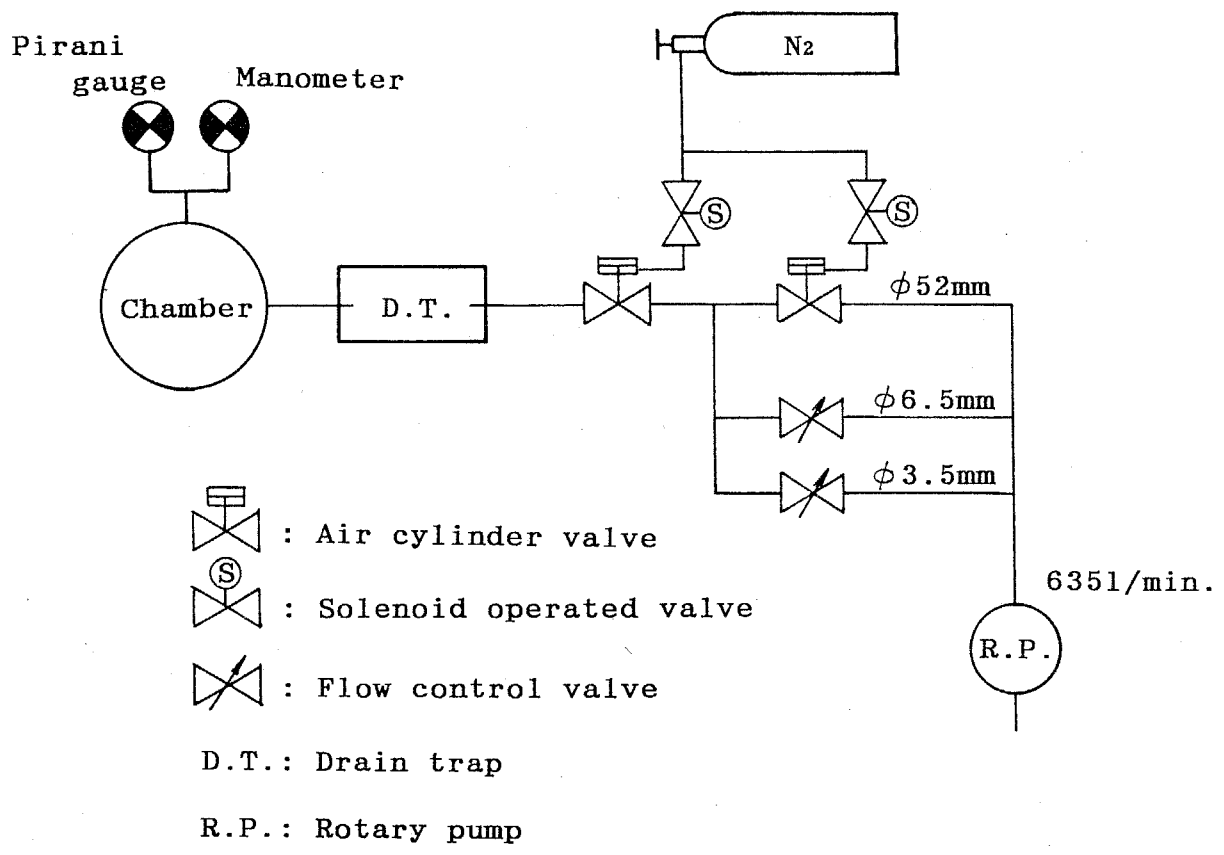 Pirani
gauge
Manometer
N2
S
S
Chamber
D.T.
φ52mm
φ6.5mm
φ3.5mm
: Air cylinder valve
S
: Solenoid operated valve
635l/min.
R.P.
: Flow control valve
D.T.: Drain trap
R.P.: Rotary pump